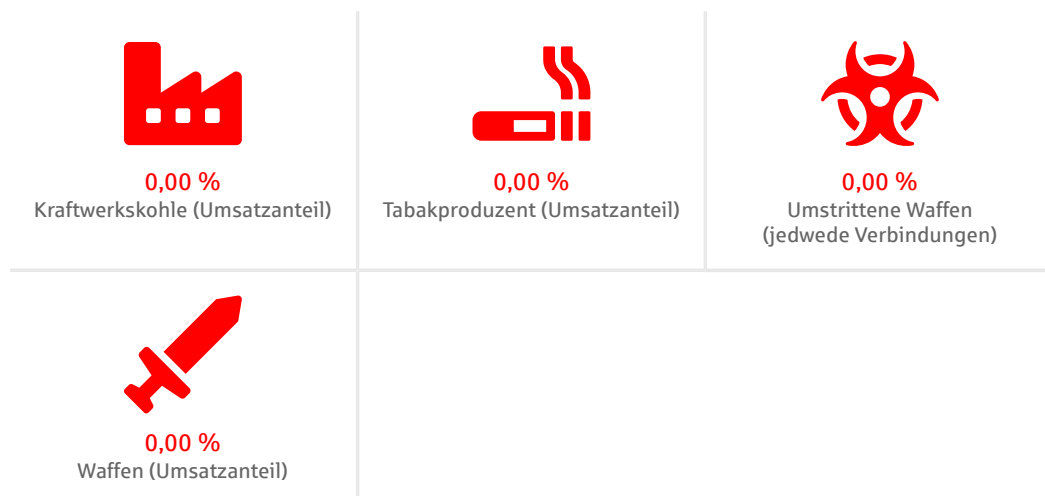 0,00 %
Kraftwerkskohle (Umsatzanteil)
0,00 %
Tabakproduzent (Umsatzanteil)
0,00 %
Umstrittene Waffen
(jedwede Verbindungen)
0,00 %
Waffen (Umsatzanteil)